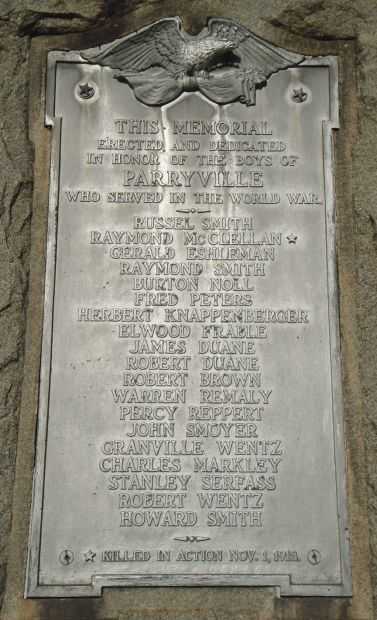 THIS MEMORIAL
ERECTED AND DEDICATED
IN HONOR OF THE BOYS OF
PARRYVILLE
WHO SERVED IN THE WORLD WAR.
RUSSEL SMITH
RAYMOND McCLELLAN ★
GERALD ESHLEMAN
RAYMOND SMITH
BURTON NOLL
FRED PETERS
HERBERT KNAPPENBERGER
ELWOOD FRABLE
JAMES DUANE
ROBERT DUANE
ROBERT BROWN
WARREN REMALY
PERCY REPPERT
JOHN SMOYER
GRANVILLE WENTZ
CHARLES MARKLEY
STANLEY SERFASS
ROBERT WENTZ
HOWARD SMITH
★ KILLED IN ACTION NOV. 1, 1918.